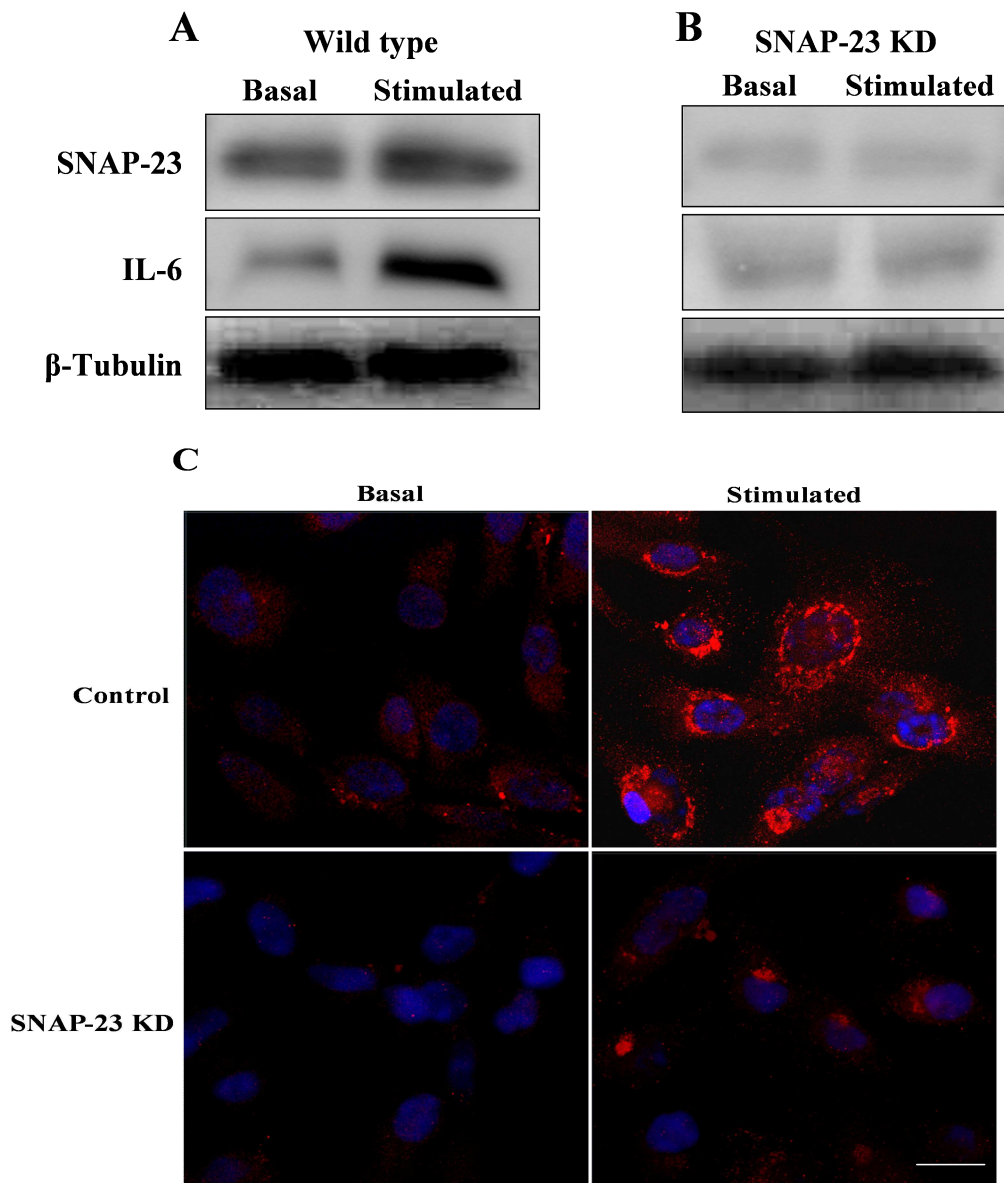 A
Wild type
Basal Stimulated
B
SNAP-23 KD
Basal Stimulated
SNAP-23
IL-6
β-Tubulin
C
Basal Stimulated
Control
SNAP-23 KD